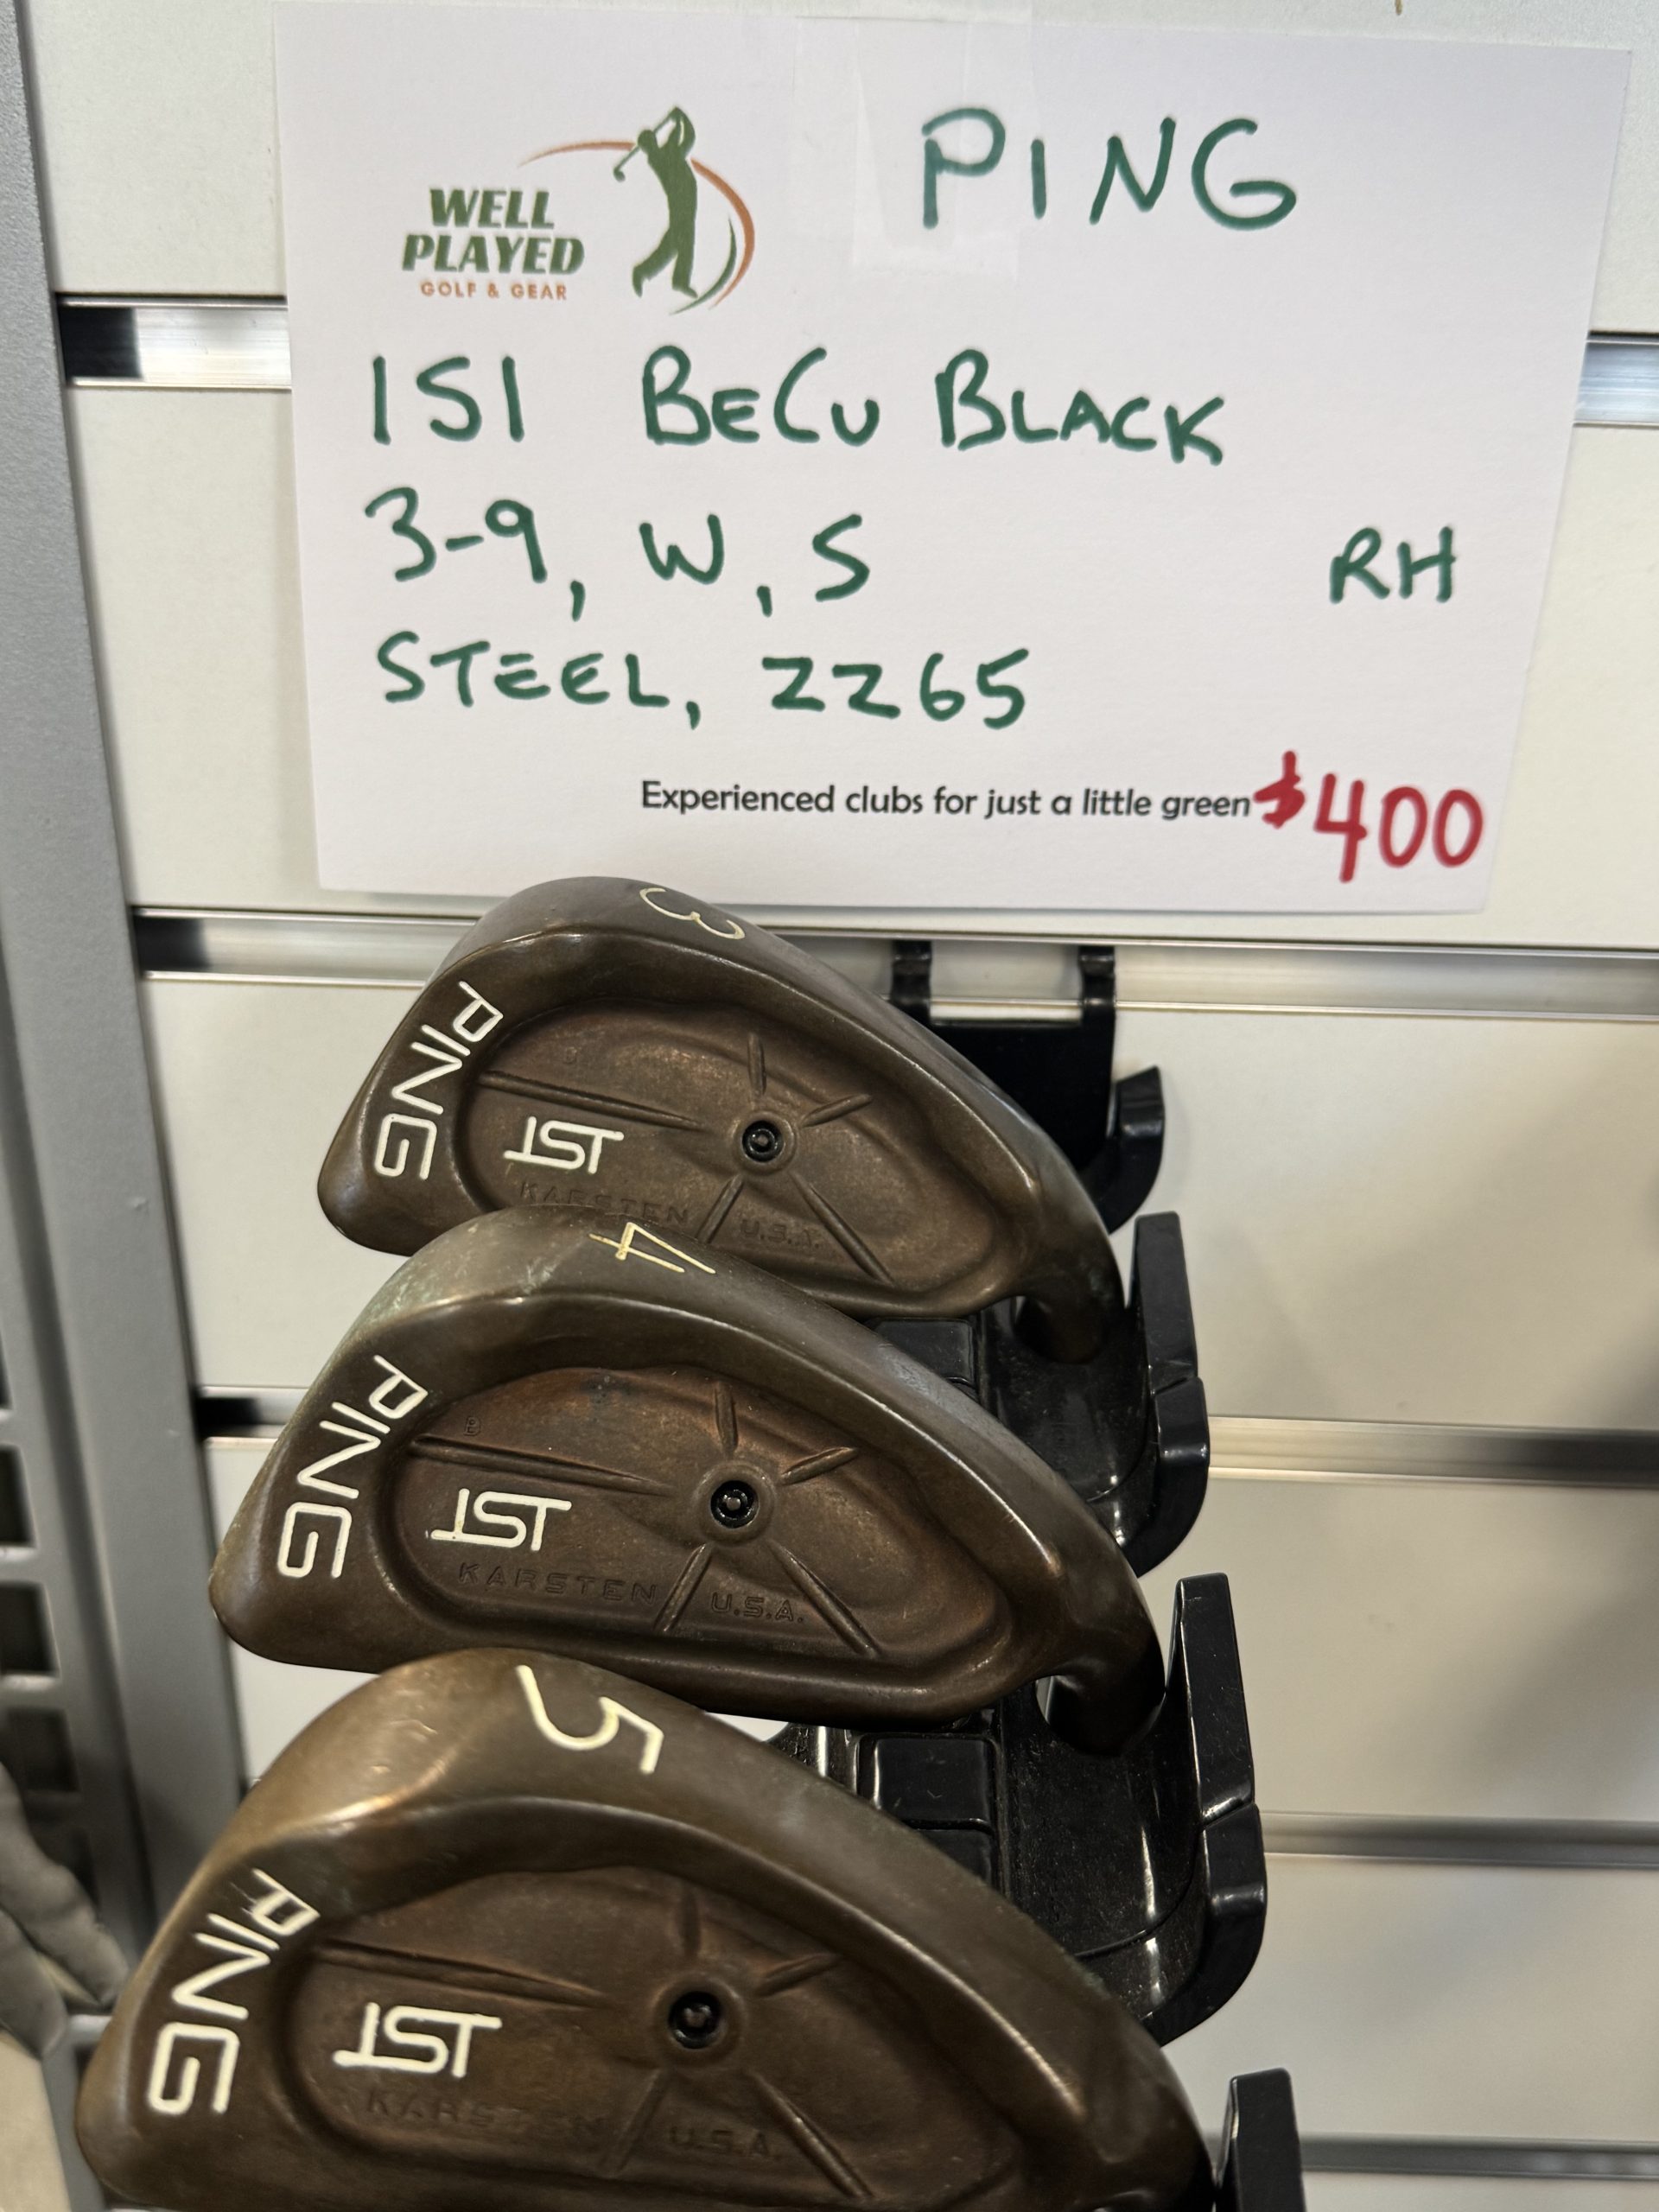 WELL
PLAYED
GOLF & GEAR
PING
ISI BeCu BLACK
3-9, W, S RH
STEEL, ZZ65
Experienced clubs for just a little green $400
3
PING
ISI
KARSTEN U.S.A.
4
PING
B
ISI
KARSTEN U.S.A.
5
PING
ISI
KARSTEN U.S.A.